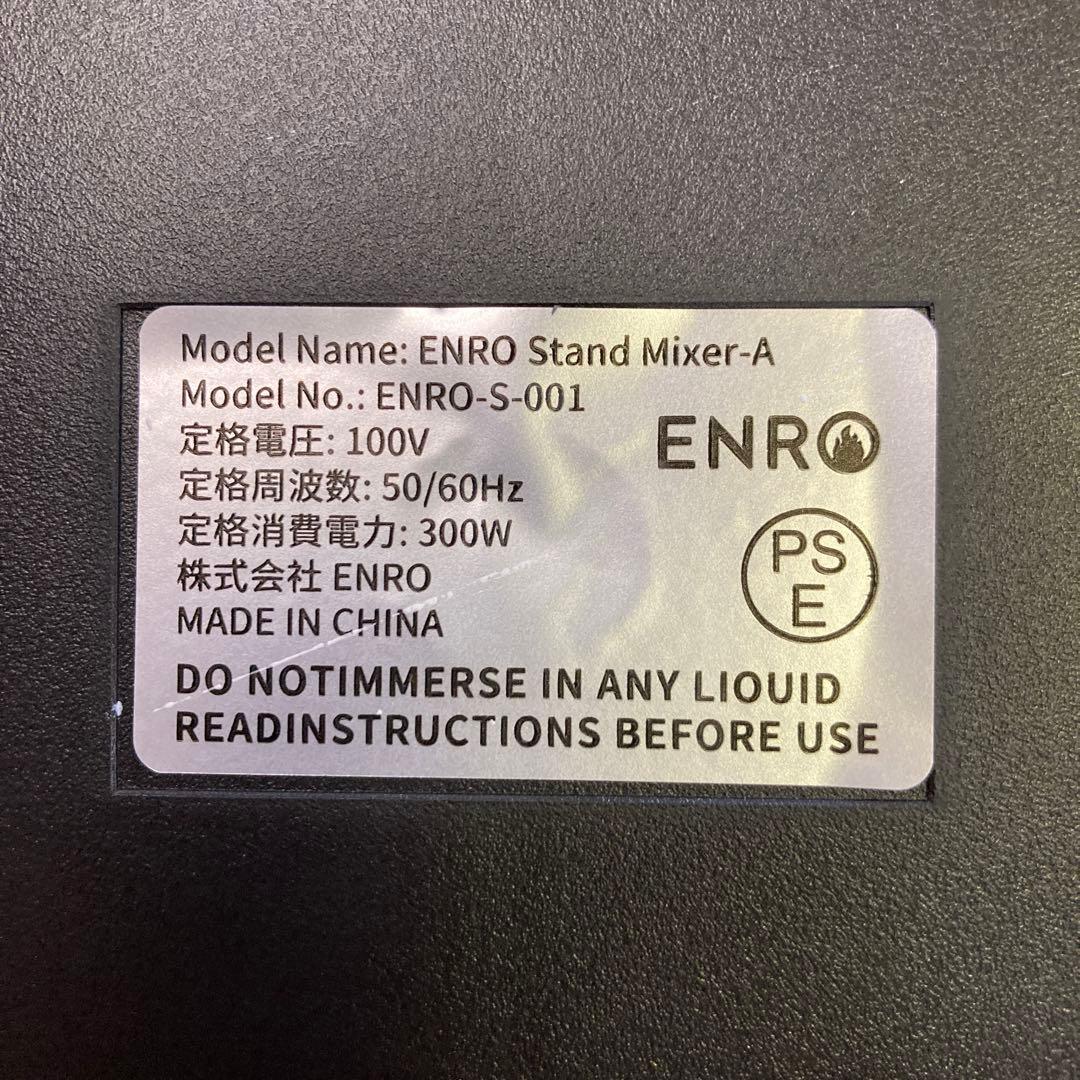 Model Name: ENRO Stand Mixer-A
Model No.: ENRO-S-001
定格電圧: 100V
定格周波数: 50/60Hz
定格消費電力: 300W
株式会社 ENRO
MADE IN CHINA
DO NOTIMMERSE IN ANY LIOUID
READINSTRUCTIONS BEFORE USE
ENRO
PS
E